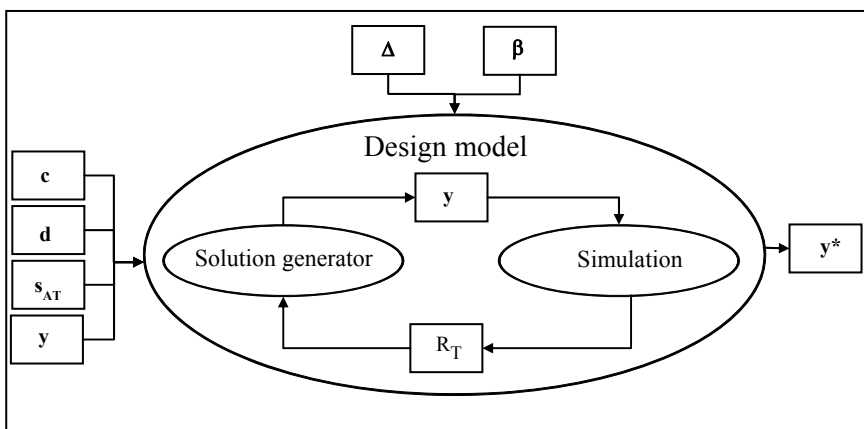 Δ
β
Design model
c
y
d
Solution generator
Simulation
y*
s_AT
y
R_T